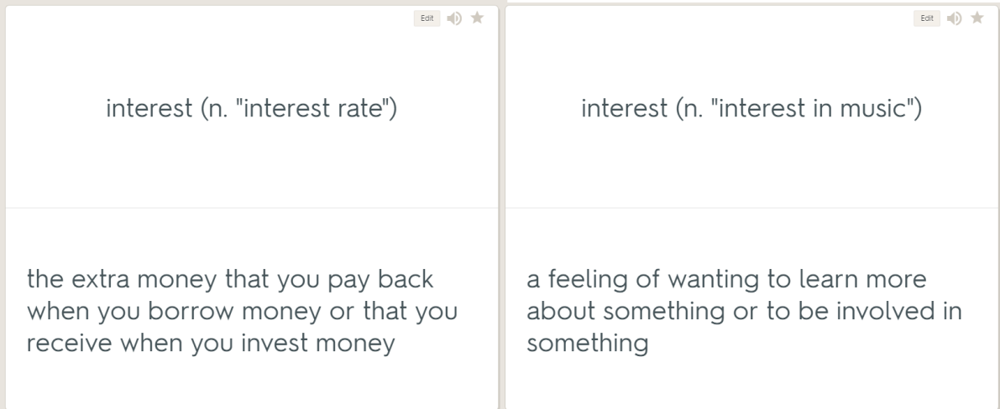 Edit
interest (n. "interest rate")
the extra money that you pay back
when you borrow money or that you
receive when you invest money
Edit
interest (n. "interest in music")
a feeling of wanting to learn more
about something or to be involved in
something